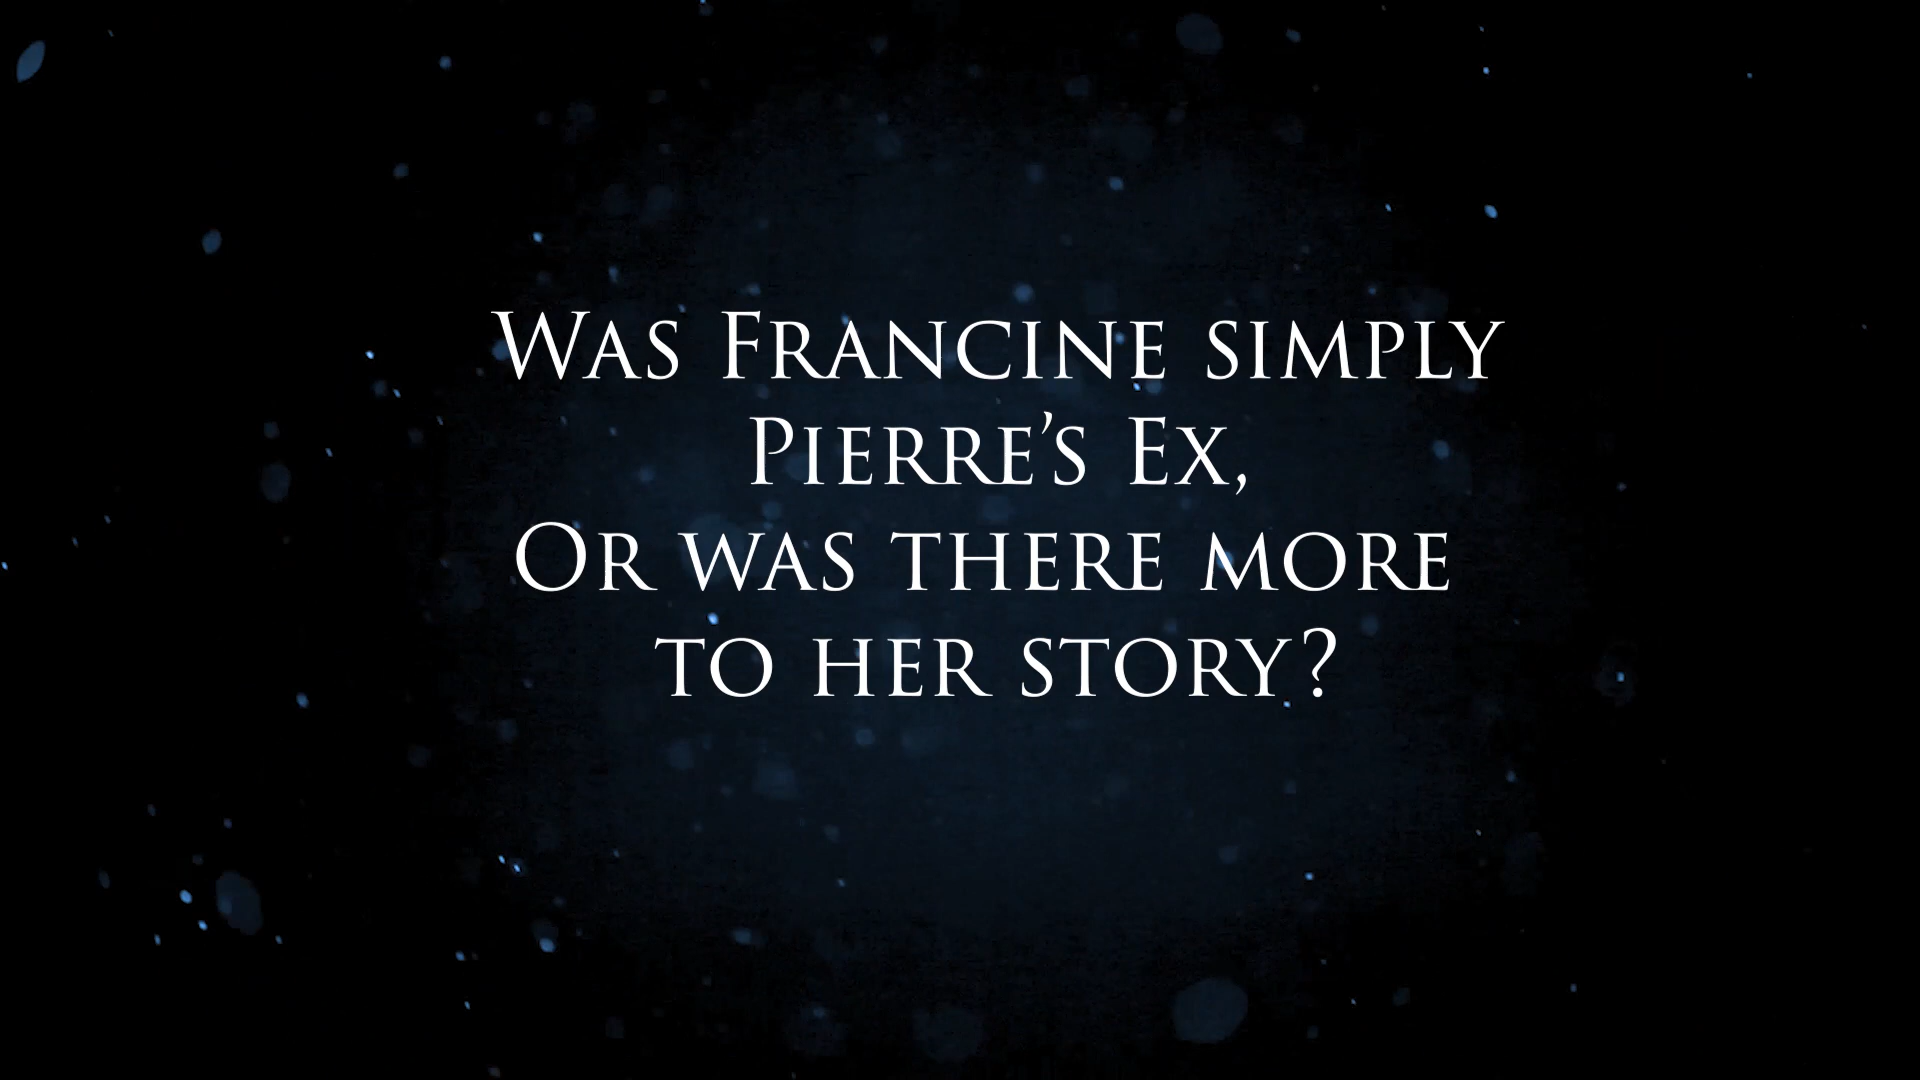 Was Francine simply
Pierre’s Ex,
Or was there more
to her story?